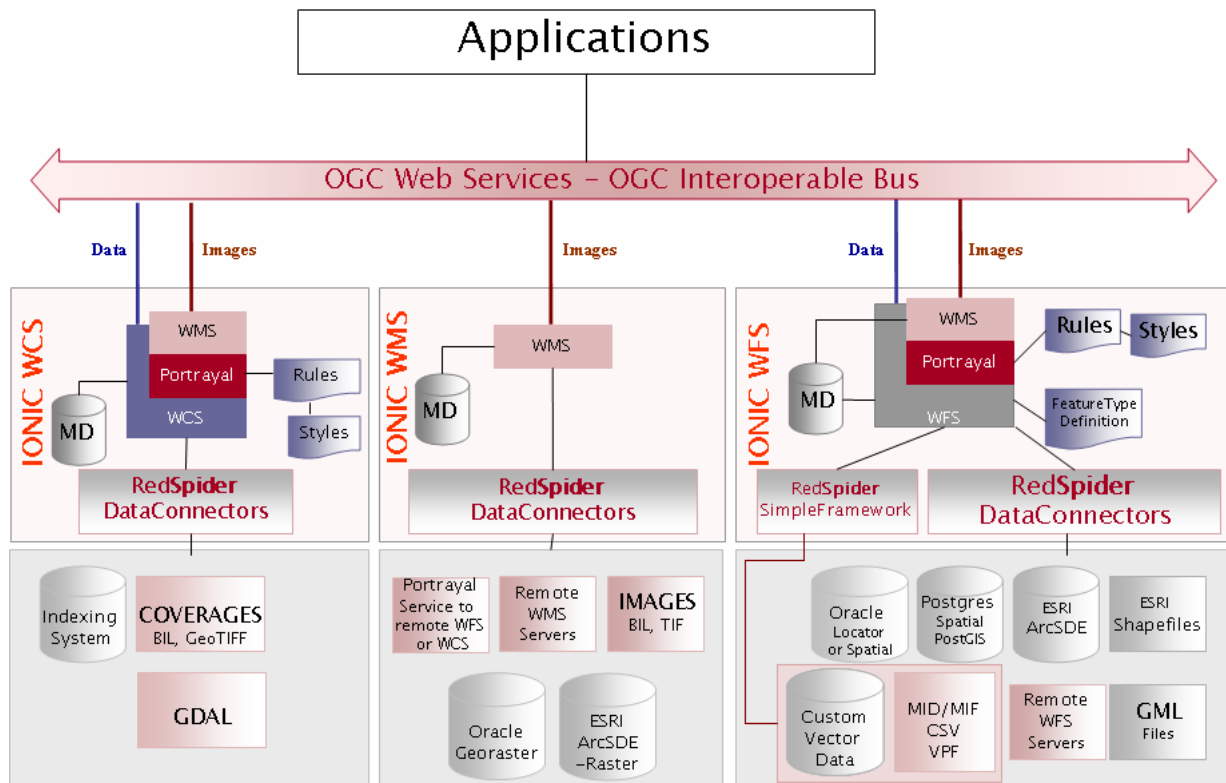 Applications
OGC Web Services – OGC Interoperable Bus
Data
Images
Images
Data
Images
IONIC WCS
WMS
Portrayal
WCS
MD
Rules
Styles
RedSpider
DataConnectors
IONIC WMS
WMS
MD
RedSpider
DataConnectors
IONIC WFS
WMS
Portrayal
WFS
MD
Rules
Styles
FeatureType
Definition
RedSpider
SimpleFramework
RedSpider
DataConnectors
Indexing
System
COVERAGES
BIL, GeoTIFF
GDAL
Portrayal
Service to
remote WFS
or WCS
Remote
WMS
Servers
IMAGES
BIL, TIF
Oracle
Georaster
ESRI
ArcSDE
-Raster
Oracle
Locator
or Spatial
Postgres
Spatial
PostGIS
ESRI
ArcSDE
ESRI
Shapefiles
Custom
Vector
Data
MID/MIF
CSV
VPF
Remote
WFS
Servers
GML
Files